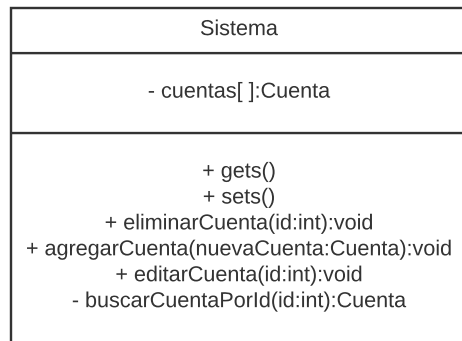 Sistema
- cuentas[ ]:Cuenta
+ gets()
+ sets()
+ eliminarCuenta(id:int):void
+ agregarCuenta(nuevaCuenta:Cuenta):void
+ editarCuenta(id:int):void
- buscarCuentaPorId(id:int):Cuenta